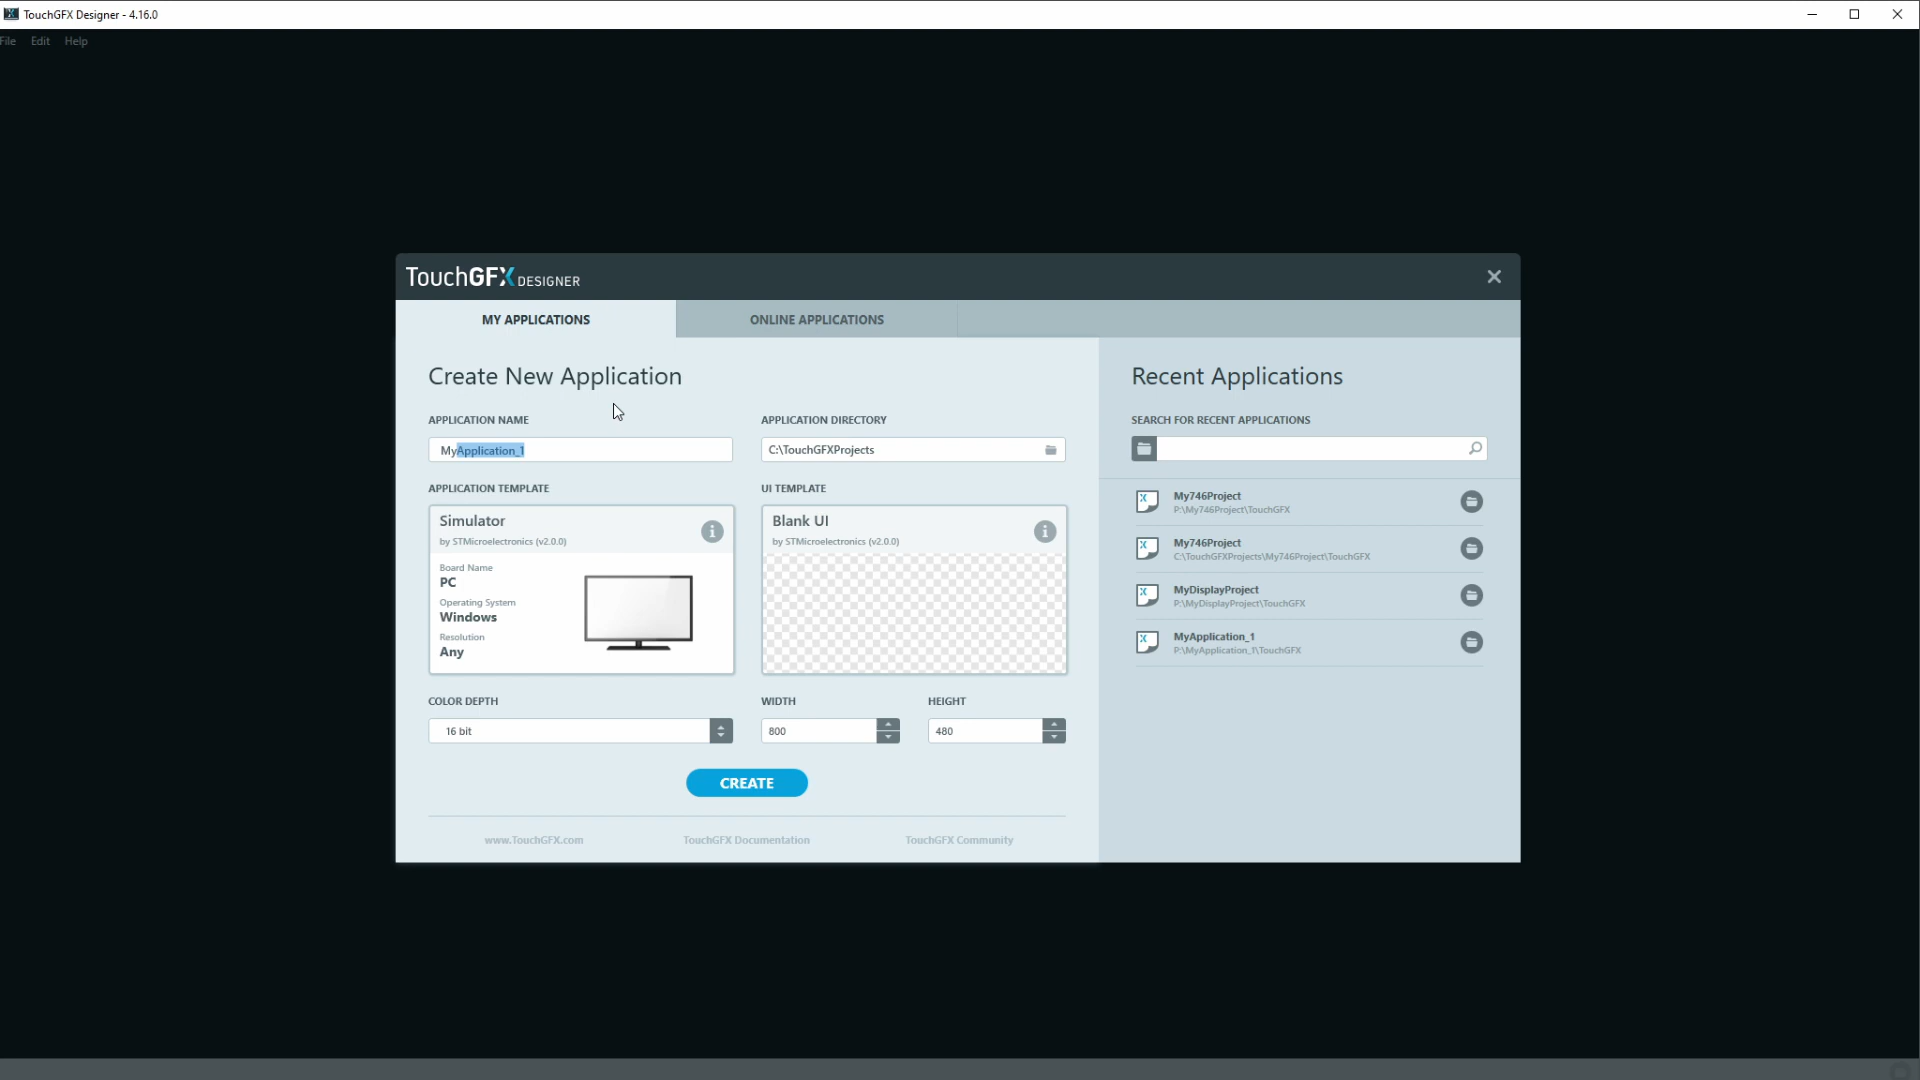 TouchGFX Designer - 4.16.0
File Edit Help
TouchGFX DESIGNER
MY APPLICATIONS
ONLINE APPLICATIONS
Create New Application
APPLICATION NAME
APPLICATION DIRECTORY
MyApplication_1
C:\TouchGFXProjects
APPLICATION TEMPLATE
UI TEMPLATE
Simulator
by STMicroelectronics (v2.0.0)
Board Name
PC
Operating System
Windows
Resolution
Any
Blank UI
by STMicroelectronics (v2.0.0)
COLOR DEPTH
WIDTH
HEIGHT
16 bit
800
480
CREATE
www.TouchGFX.com
TouchGFX Documentation
TouchGFX Community
Recent Applications
SEARCH FOR RECENT APPLICATIONS
My746Project
P:\My746Project\TouchGFX
My746Project
C:\TouchGFXProjects\My746Project\TouchGFX
MyDisplayProject
P:\MyDisplayProject\TouchGFX
MyApplication_1
P:\MyApplication_1\TouchGFX